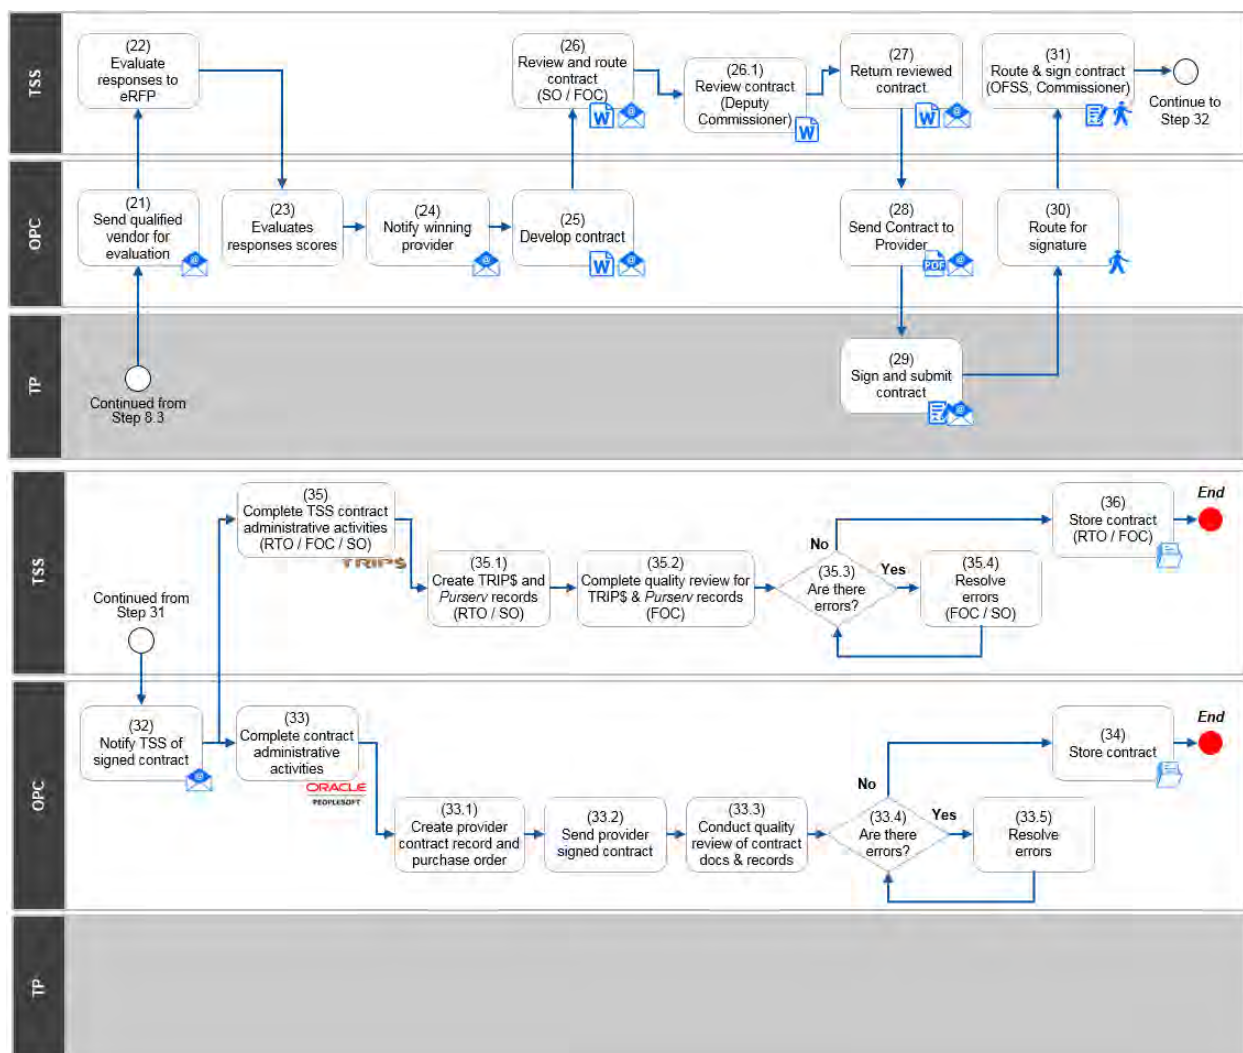 TSS
(22)
Evaluate
responses to
eRFP
(26)
Review and route
contract
(SO / FOC)
W
@
(26.1)
Review contract
(Deputy
Commissioner)
W
(27)
Return reviewed
contract
W
@
(31)
Route & sign contract
(OFSS, Commissioner)
Continue to
Step 32
OPC
(21)
Send qualified
vendor for
evaluation
@
(23)
Evaluates
responses scores
(24)
Notify winning
provider
@
(25)
Develop contract
W
@
(28)
Send Contract to
Provider
PDF
@
(30)
Route for
signature
TP
Continued from
Step 8.3
(29)
Sign and submit
contract
@
TSS
Continued from
Step 31
(35)
Complete TSS contract
administrative activities
(RTO / FOC / SO)
TRIP$
(35.1)
Create TRIP$ and
Purserv records
(RTO / SO)
(35.2)
Complete quality review for
TRIP$ & Purserv records
(FOC)
(35.3)
Are there
errors?
No
Yes
(35.4)
Resolve
errors
(FOC / SO)
(36)
Store contract
(RTO / FOC)
End
OPC
(32)
Notify TSS of
signed contract
@
(33)
Complete contract
administrative
activities
ORACLE
PEOPLESOFT
(33.1)
Create provider
contract record and
purchase order
(33.2)
Send provider
signed contract
(33.3)
Conduct quality
review of contract
docs & records
(33.4)
Are there
errors?
No
Yes
(33.5)
Resolve
errors
(34)
Store contract
End
TP